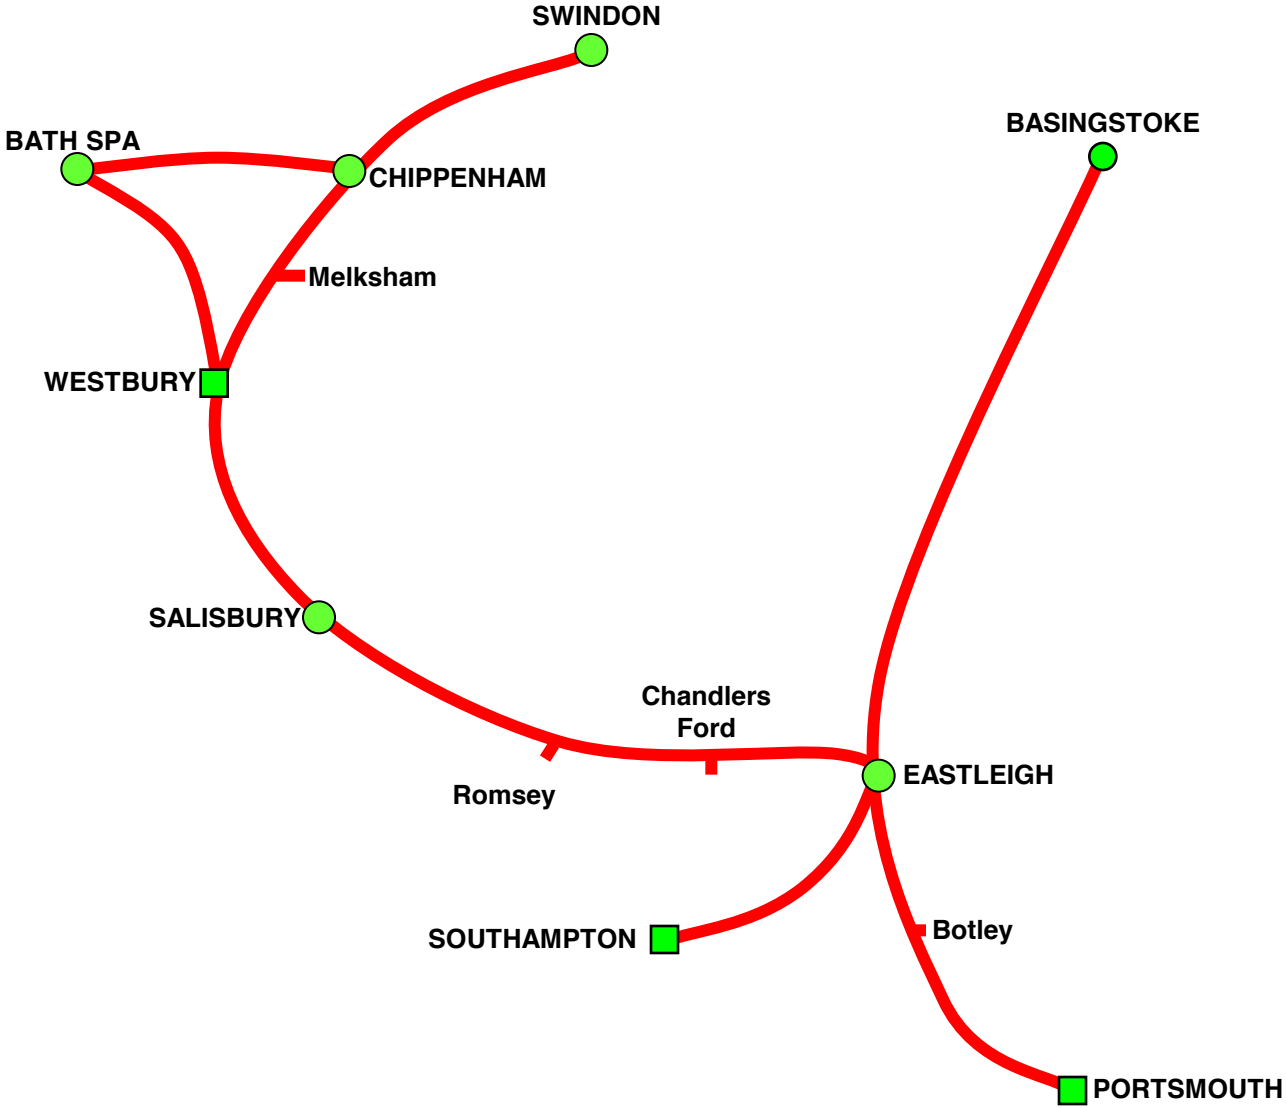 SWINDON
BASINGSTOKE
BATH SPA
CHIPPENHAM
Melksham
WESTBURY
SALISBURY
Chandlers
Ford
EASTLEIGH
Romsey
Botley
SOUTHAMPTON
PORTSMOUTH